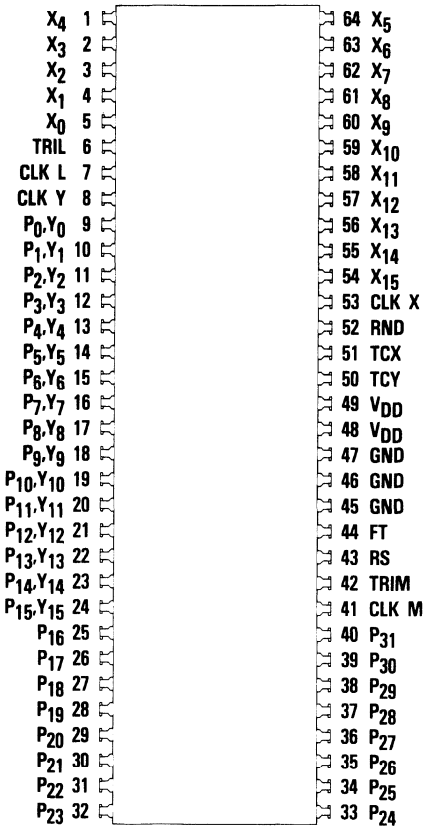 X4 1 64 X5
X3 2 63 X6
X2 3 62 X7
X1 4 61 X8
X0 5 60 X9
TRIL 6 59 X10
CLK L 7 58 X11
CLK Y 8 57 X12
P0,Y0 9 56 X13
P1,Y1 10 55 X14
P2,Y2 11 54 X15
P3,Y3 12 53 CLK X
P4,Y4 13 52 RND
P5,Y5 14 51 TCX
P6,Y6 15 50 TCY
P7,Y7 16 49 VDD
P8,Y8 17 48 VDD
P9,Y9 18 47 GND
P10,Y10 19 46 GND
P11,Y11 20 45 GND
P12,Y12 21 44 FT
P13,Y13 22 43 RS
P14,Y14 23 42 TRIM
P15,Y15 24 41 CLK M
P16 25 40 P31
P17 26 39 P30
P18 27 38 P29
P19 28 37 P28
P20 29 36 P27
P21 30 35 P26
P22 31 34 P25
P23 32 33 P24